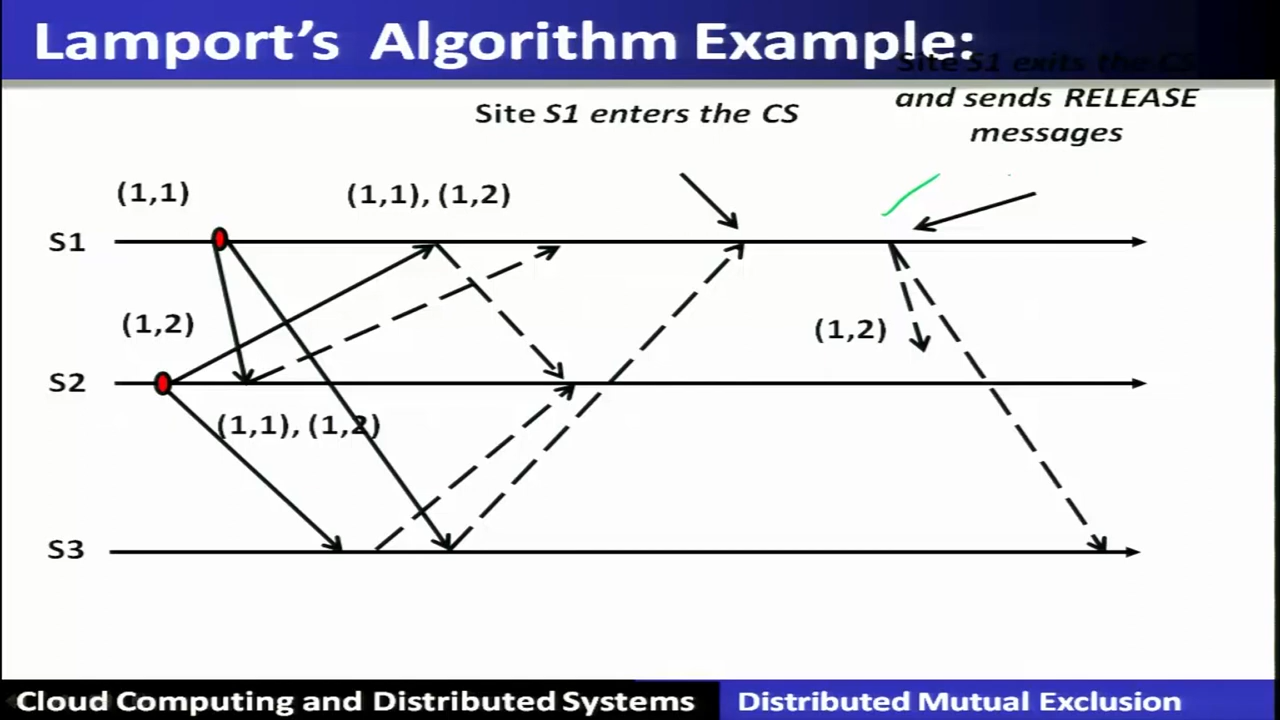 Lamport's Algorithm Example:
Site S1 exits the CS
and sends RELEASE
messages
Site S1 enters the CS
(1,1)
(1,1), (1,2)
S1
(1,2)
(1,2)
S2
(1,1), (1,2)
S3
Cloud Computing and Distributed Systems
Distributed Mutual Exclusion